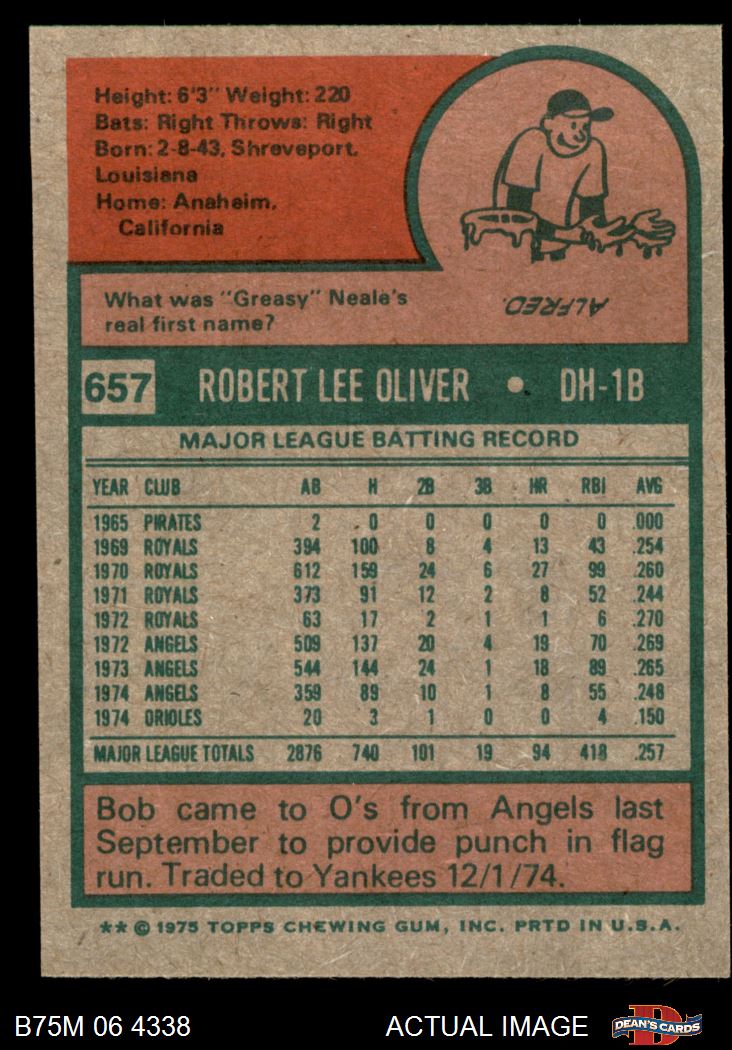 Height: 6'3" Weight: 220
Bats: Right Throws: Right
Born: 2-8-43, Shreveport,
Louisiana
Home: Anaheim,
California
What was "Greasy" Neale's
real first name?
ALFRED.
657 ROBERT LEE OLIVER • DH-1B
MAJOR LEAGUE BATTING RECORD
YEAR CLUB AB H 2B 3B HR RBI AVG
1965 PIRATES 2 0 0 0 0 0 .000
1969 ROYALS 394 100 8 4 13 43 .254
1970 ROYALS 612 159 24 6 27 99 .260
1971 ROYALS 373 91 12 2 8 52 .244
1972 ROYALS 63 17 2 1 1 6 .270
1972 ANGELS 509 137 20 4 19 70 .269
1973 ANGELS 544 144 24 1 18 89 .265
1974 ANGELS 359 89 10 1 8 55 .248
1974 ORIOLES 20 3 1 0 0 4 .150
MAJOR LEAGUE TOTALS 2876 740 101 19 94 418 .257
Bob came to O's from Angels last
September to provide punch in flag
run. Traded to Yankees 12/1/74.
** © 1975 TOPPS CHEWING GUM, INC. PRTD IN U.S.A.
B75M 06 4338 ACTUAL IMAGE D DEAN'S CARDS